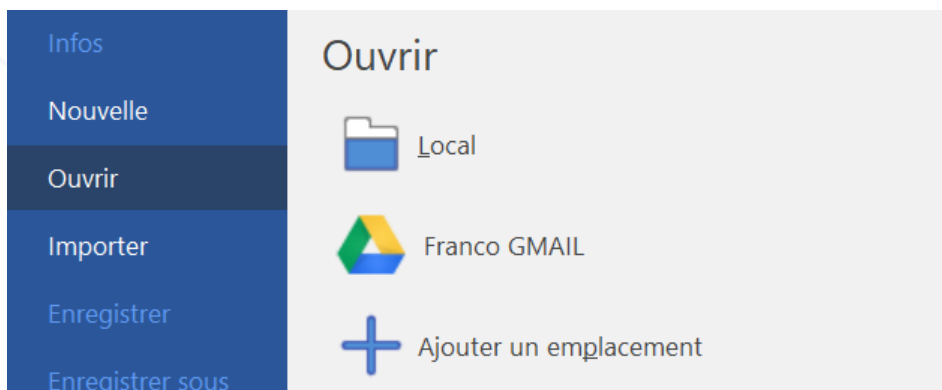 Infos
Nouvelle
Ouvrir
Importer
Enregistrer
Enregistrer sous
Ouvrir
Local
Franco GMAIL
Ajouter un emplacement